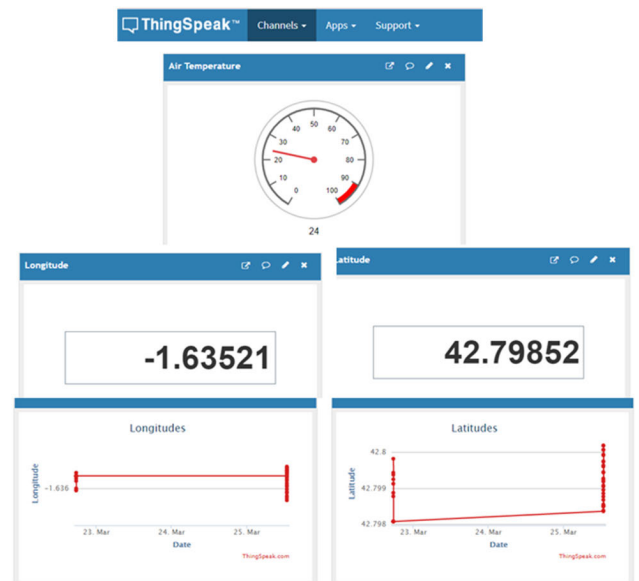 ThingSpeak™ Channels Apps Support
Air Temperature
50
40 60
30 70
20 80
10 90
0 100
24
Longitude
-1.63521
Latitude
42.79852
Longitudes
Longitude
-1.636
23. Mar 24. Mar 25. Mar
Date
ThingSpeak.com
Latitudes
Latitude
42.8
42.799
42.798
23. Mar 24. Mar 25. Mar
Date
ThingSpeak.com